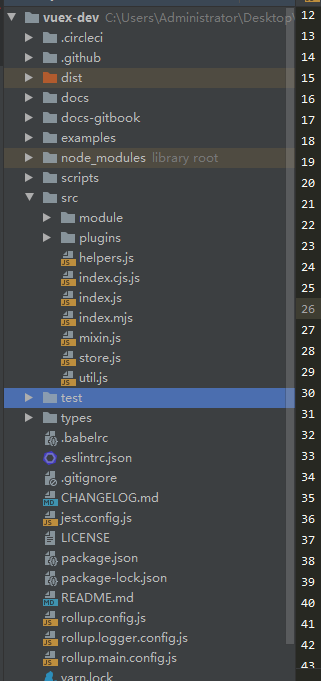 vuex-dev C:\Users\Administrator\Desktop\
.circleci
.github
dist
docs
docs-gitbook
examples
node_modules library root
scripts
src
module
plugins
helpers.js
index.cjs.js
index.js
index.mjs
mixin.js
store.js
util.js
test
types
.babelrc
.eslintrc.json
.gitignore
CHANGELOG.md
jest.config.js
LICENSE
package.json
package-lock.json
README.md
rollup.config.js
rollup.logger.config.js
rollup.main.config.js
yarn.lock
12
13
14
15
16
17
18
19
20
21
22
23
24
25
26
27
28
29
30
31
32
33
34
35
36
37
38
39
40
41
42
43